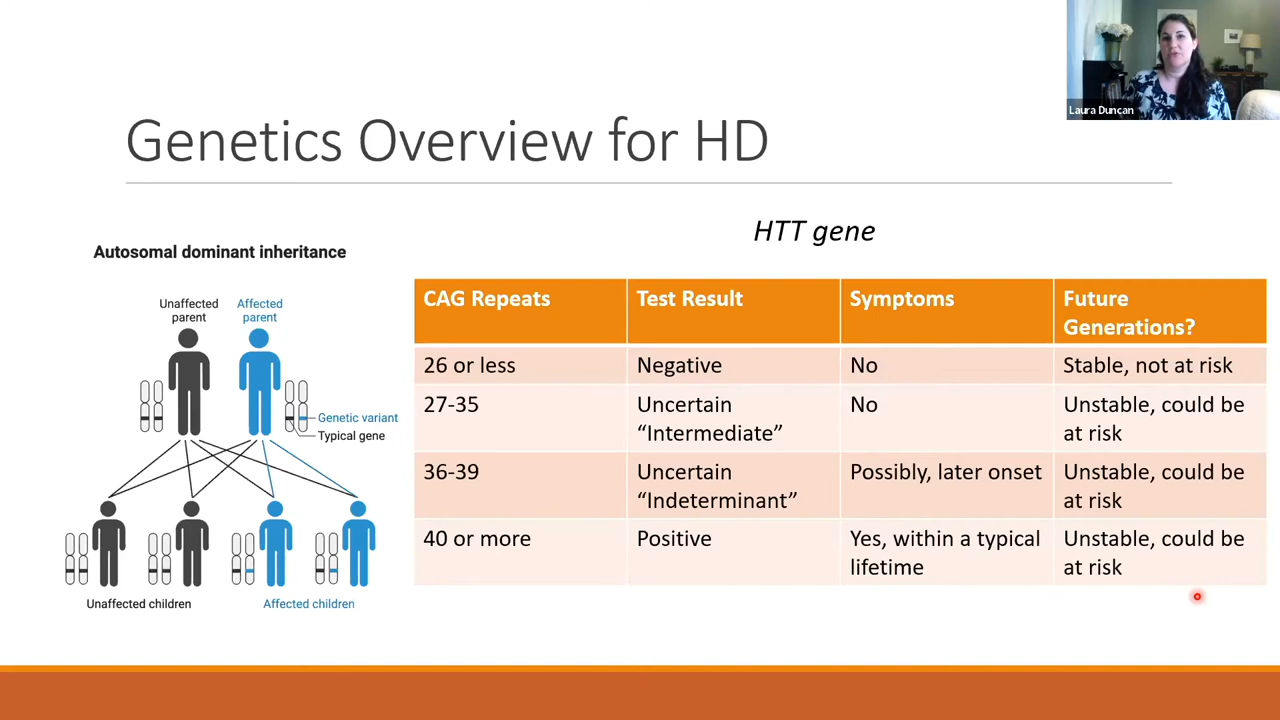 Laura Duncan
Genetics Overview for HD
HTT gene
Autosomal dominant inheritance
Unaffected
parent
Affected
parent
Genetic variant
Typical gene
Unaffected children
Affected children
CAG Repeats
Test Result
Symptoms
Future
Generations?
26 or less
Negative
No
Stable, not at risk
27-35
Uncertain
“Intermediate”
No
Unstable, could be
at risk
36-39
Uncertain
“Indeterminant”
Possibly, later onset
Unstable, could be
at risk
40 or more
Positive
Yes, within a typical
lifetime
Unstable, could be
at risk